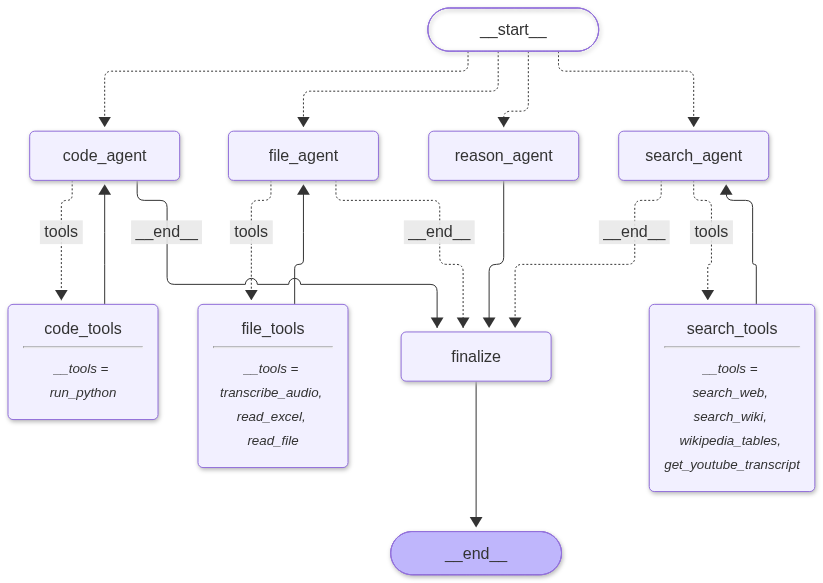 __start__
code_agent
file_agent
reason_agent
search_agent
tools
__end__
tools
__end__
__end__
tools
code_tools
__tools =
run_python
file_tools
__tools =
transcribe_audio,
read_excel,
read_file
finalize
search_tools
__tools =
search_web,
search_wiki,
wikipedia_tables,
get_youtube_transcript
__end__